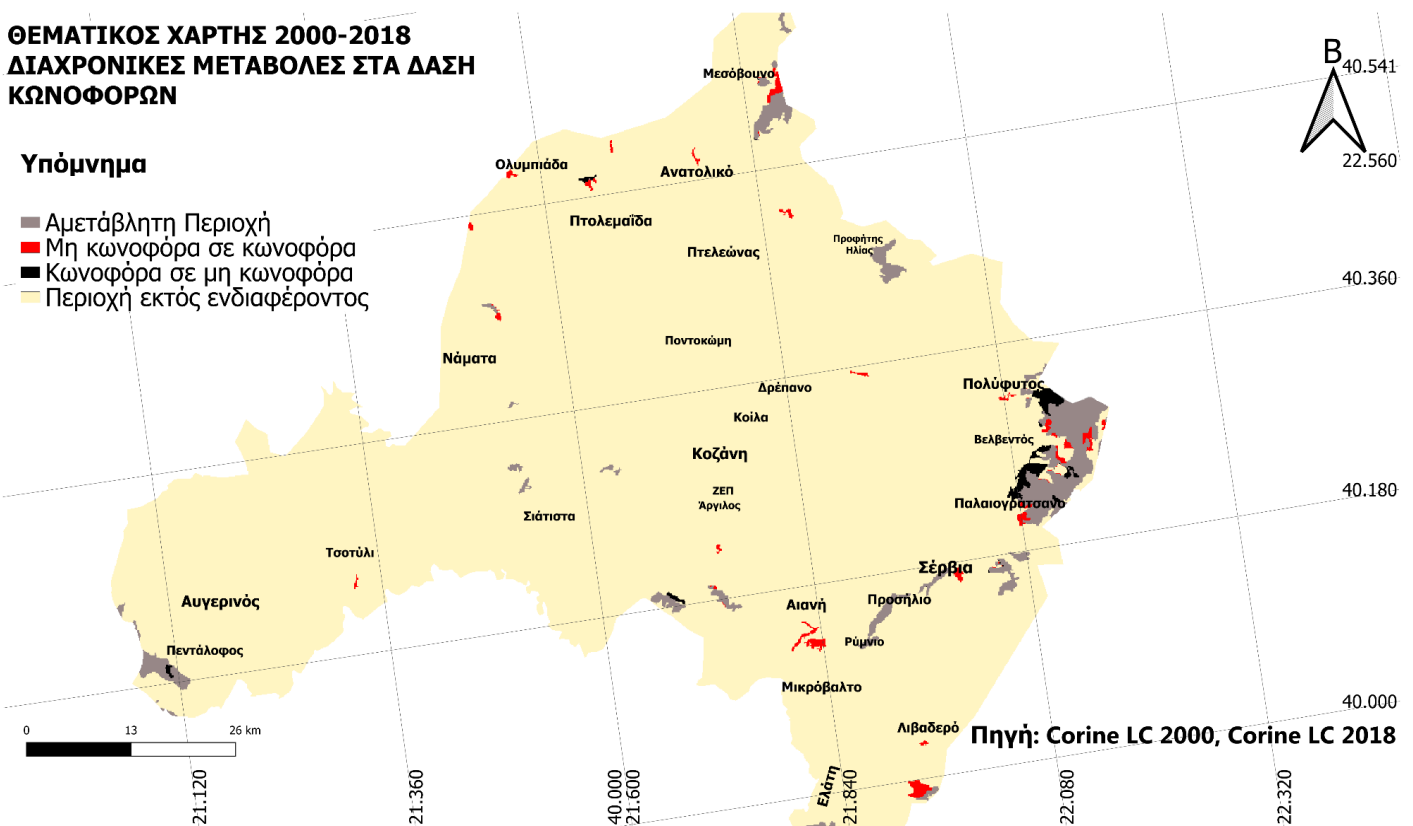 ΘΕΜΑΤΙΚΟΣ ΧΑΡΤΗΣ 2000-2018
ΔΙΑΧΡΟΝΙΚΕΣ ΜΕΤΑΒΟΛΕΣ ΣΤΑ ΔΑΣΗ
ΚΩΝΟΦΟΡΩΝ
Υπόμνημα
Αμετάβλητη Περιοχή
Μη κωνοφόρα σε κωνοφόρα
Κωνοφόρα σε μη κωνοφόρα
Περιοχή εκτός ενδιαφέροντος
Β
40.541
22.560
40.360
40.180
40.000
Μεσόβουνο
Ολυμπιάδα
Ανατολικό
Πτολεμαΐδα
Προφήτης
Ηλίας
Πτελεώνας
Ποντοκώμη
Νάματα
Δρέπανο
Πολύφυτος
Κοίλα
Βελβεντός
Κοζάνη
ΖΕΠ
Άργιλος
Παλαιογράτσανο
Σιάτιστα
Τσοτύλι
Σέρβια
Αυγερινός
Αιανή
Προσήλιο
Ρύμνιο
Πεντάλοφος
Μικρόβαλτο
Λιβαδερό
Ελάτη
0 13 26 km
Πηγή: Corine LC 2000, Corine LC 2018
21.120
21.360
40.000
21.600
21.840
22.080
22.320